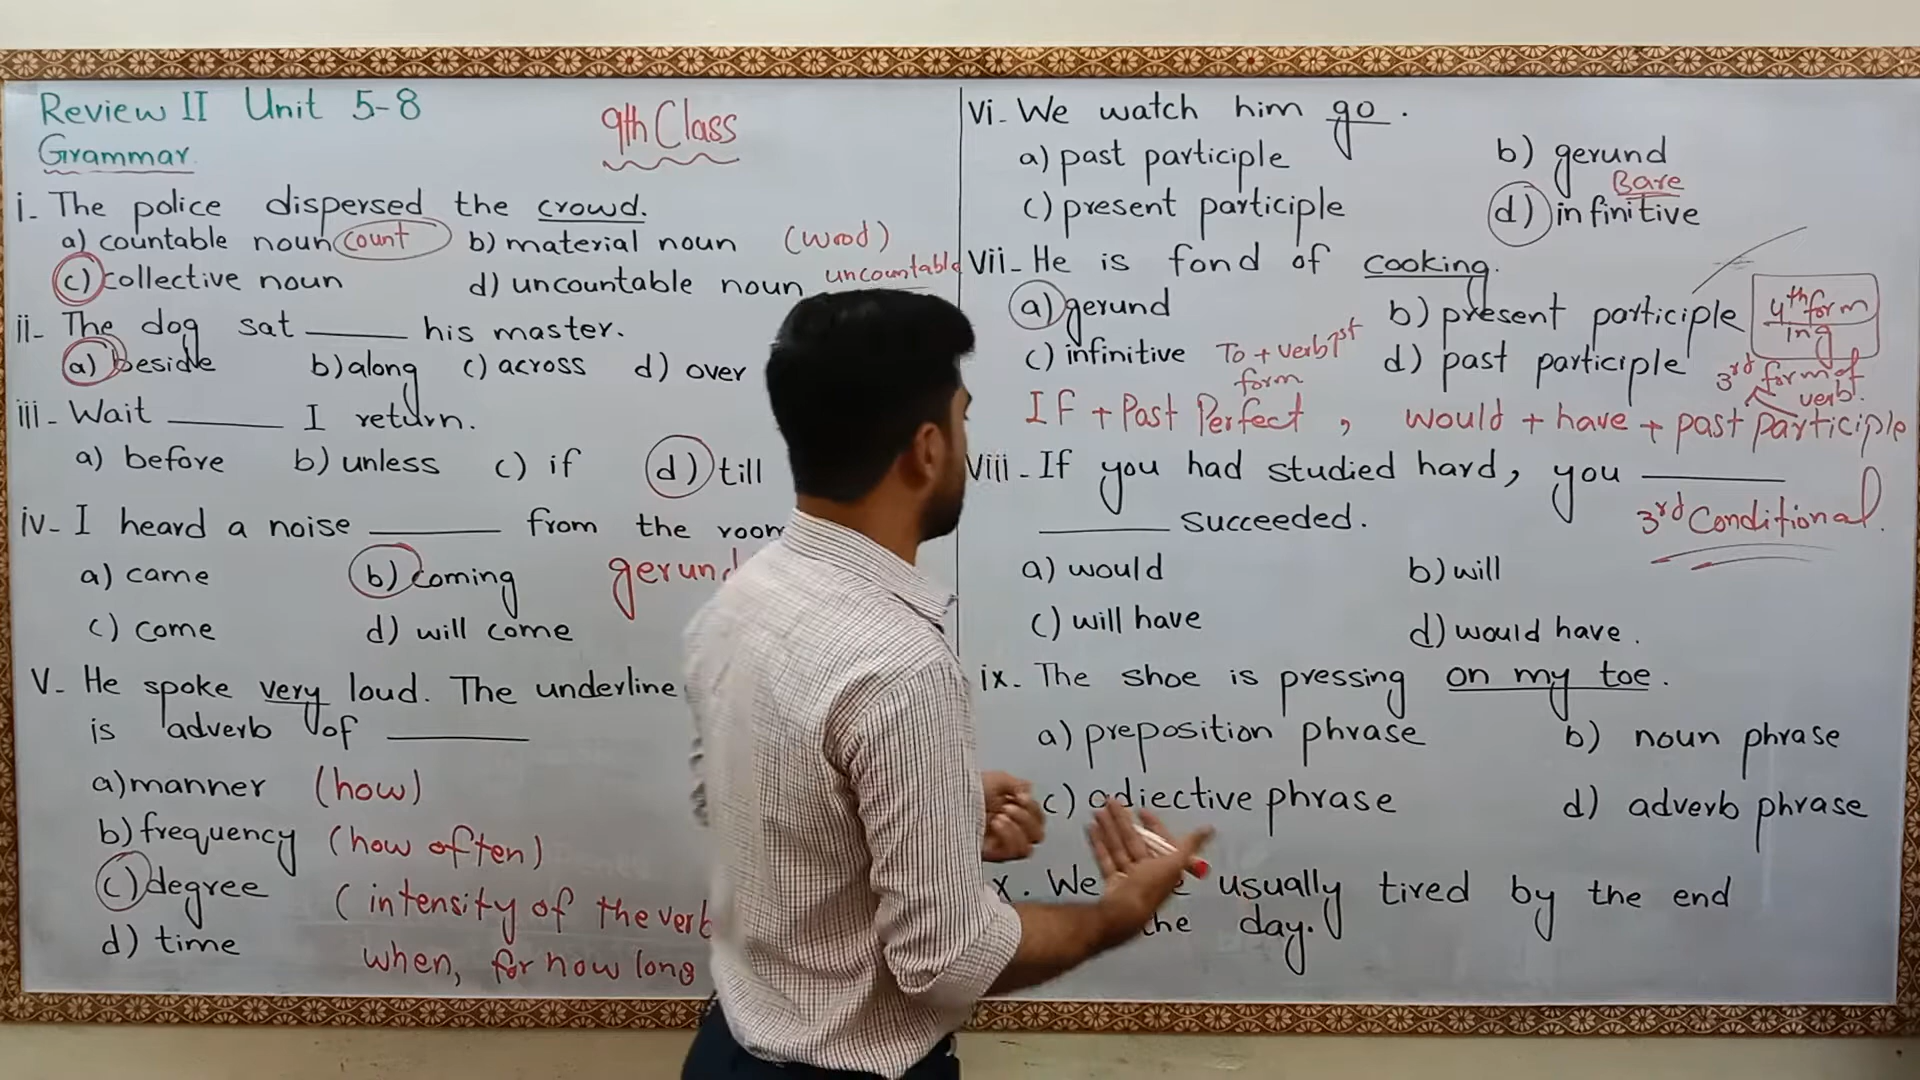 Review II Unit 5-8
Grammar.
9th Class
i- The police dispersed the crowd.
a) countable noun count b) material noun (wood)
c) collective noun d) uncountable noun uncountable
ii- The dog sat ____ his master.
a) beside b) along c) across d) over
iii- Wait ____ I return.
a) before b) unless c) if d) till
iv- I heard a noise ____ from the room
a) came b) coming gerund
c) come d) will come
V- He spoke very loud. The underline
is adverb of ____
a) manner (how)
b) frequency (how often)
c) degree (intensity of the verb
d) time when, for how long
vi- We watch him go.
a) past participle b) gerund
Bare
c) present participle d) infinitive
vii- He is fond of cooking.
a) gerund b) present participle 4th form
ing
c) infinitive To + verb 1st form d) past participle 3rd form of verb.
IF + Past Perfect, would + have + past participle
viii- If you had studied hard, you ____
____ succeeded. 3rd Conditional.
a) would b) will
c) will have d) would have.
ix. The shoe is pressing on my toe.
a) preposition phrase b) noun phrase
c) adjective phrase d) adverb phrase
x. We usually tired by the end
the day.